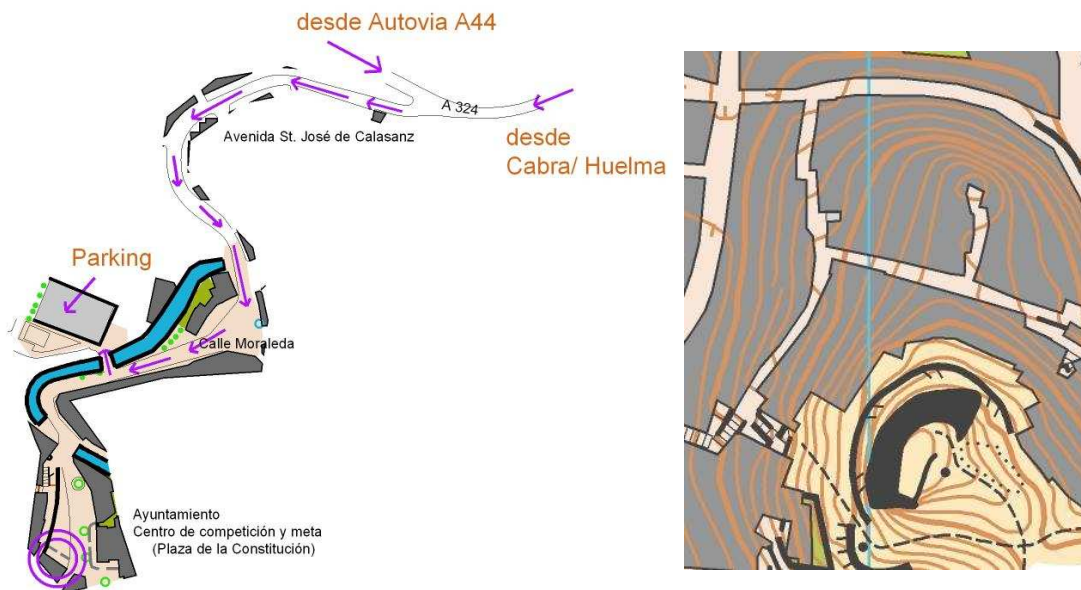 desde Autovia A44
A 324
Avenida St. José de Calasanz
desde
Cabra/ Huelma
Parking
Calle Moraleda
Ayuntamiento
Centro de competición y meta
(Plaza de la Constitución)